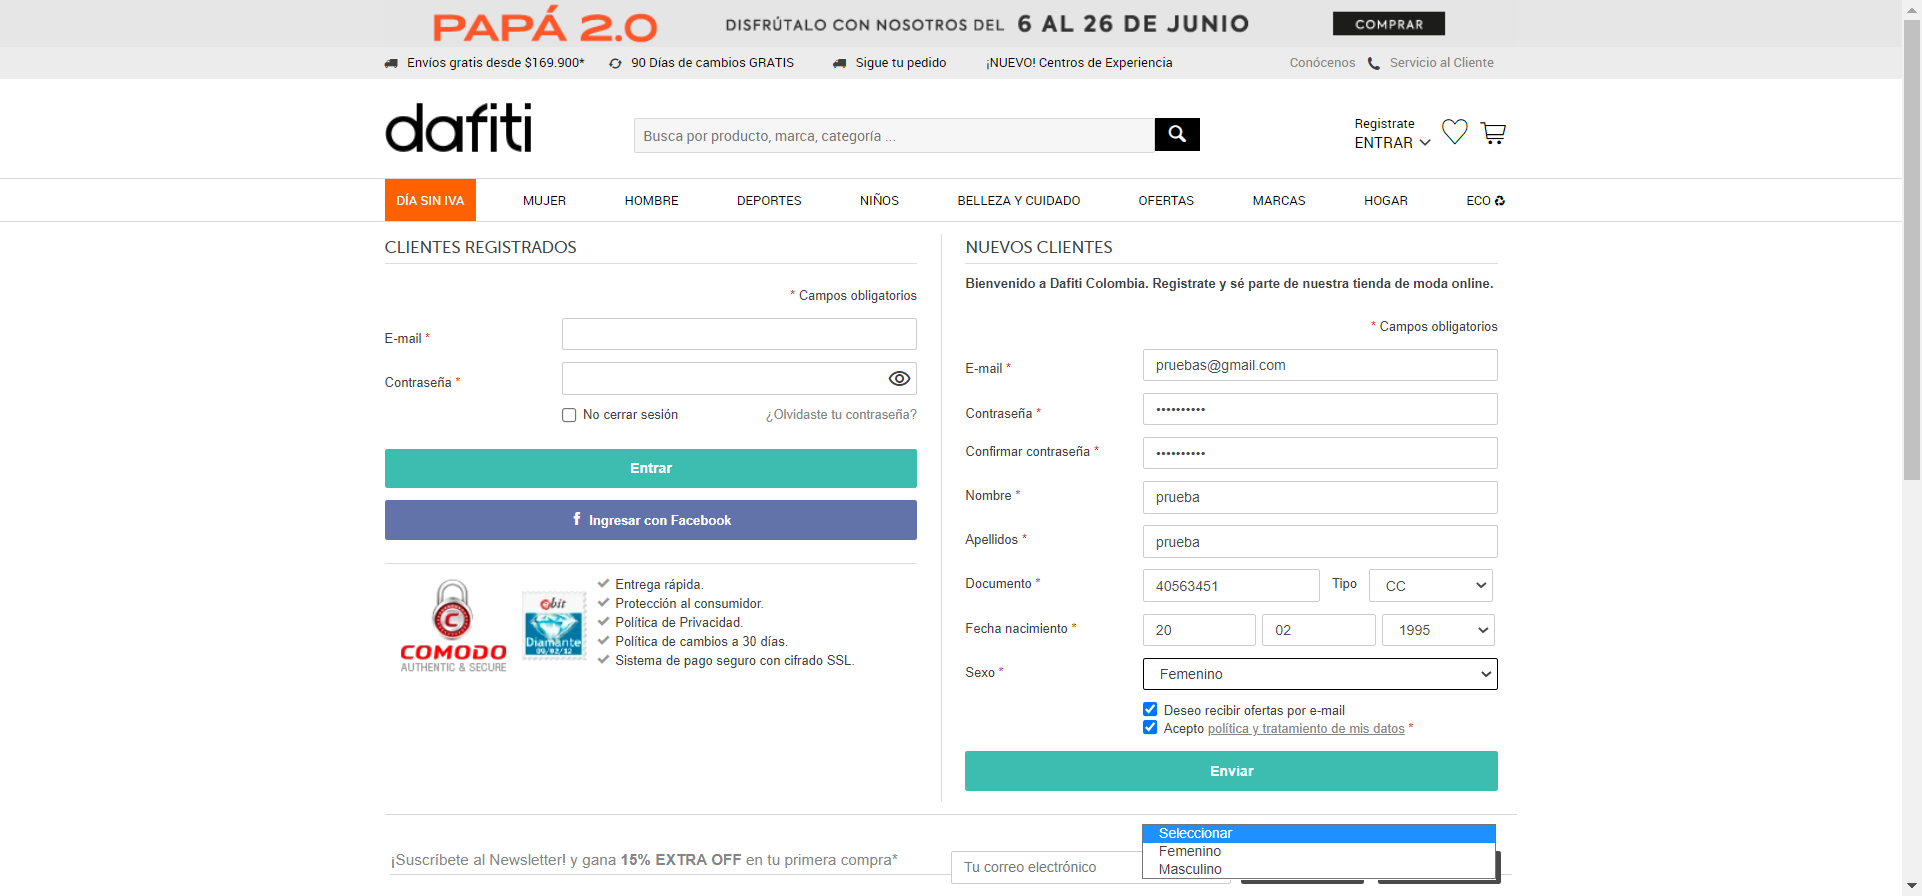 PAPÁ 2.0 DISFRÚTALO CON NOSOTROS DEL 6 AL 26 DE JUNIO COMPRAR
Envíos gratis desde $169.900* 90 Días de cambios GRATIS Sigue tu pedido ¡NUEVO! Centros de Experiencia Conócenos Servicio al Cliente
dafiti
Busca por producto, marca, categoría ...
Registrate
ENTRAR
DÍA SIN IVA MUJER HOMBRE DEPORTES NIÑOS BELLEZA Y CUIDADO OFERTAS MARCAS HOGAR ECO
CLIENTES REGISTRADOS
* Campos obligatorios
E-mail *
Contraseña *
No cerrar sesión ¿Olvidaste tu contraseña?
Entrar
f Ingresar con Facebook
COMODO
AUTHENTIC & SECURE
ebit
Diamante
09/02/12
Entrega rápida.
Protección al consumidor.
Política de Privacidad.
Política de cambios a 30 días.
Sistema de pago seguro con cifrado SSL.
NUEVOS CLIENTES
Bienvenido a Dafiti Colombia. Registrate y sé parte de nuestra tienda de moda online.
* Campos obligatorios
E-mail * pruebas@gmail.com
Contraseña * ••••••••••
Confirmar contraseña * ••••••••••
Nombre * prueba
Apellidos * prueba
Documento * 40563451 Tipo CC
Fecha nacimiento * 20 02 1995
Sexo * Femenino
Deseo recibir ofertas por e-mail
Acepto política y tratamiento de mis datos *
Enviar
¡Suscríbete al Newsletter! y gana 15% EXTRA OFF en tu primera compra*
Tu correo electrónico
Seleccionar
Femenino
Masculino